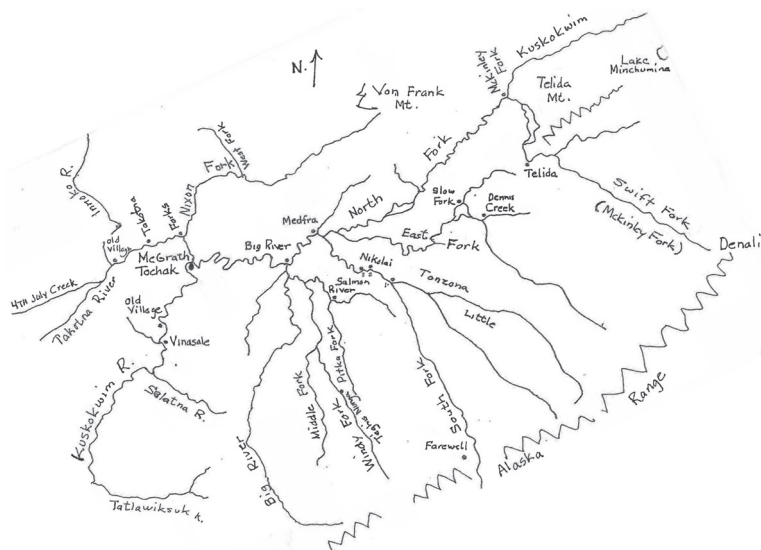 N.
McKinley
Fork
Kuskokwim
Lake
Minchumina
Telida
Mt.
Von Frank
Mt.
West Fork
Fork
Nixon
Innoko R.
Takotna
Forks
Old
Village
McGrath
Tochak
4TH July Creek
Takotna River
Old
Village
Vinasale
Kuskokwim R.
Selatna R.
Tatlawiksuk R.
Medfra
Big River
North
Fork
Slow
Fork
Dennis
Creek
East
Fork
Telida
Swift Fork
(McKinley Fork)
Denali
Nikolai
Salmon
River
Tonzona
Little
Pitka Fork
Middle Fork
Windy Fork
South Fork
Big River
Farewell
Alaska
Range